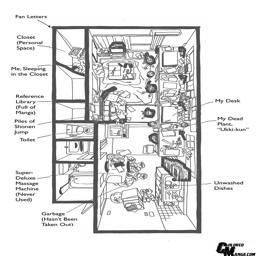 Fan Letters
Closet
(Personal
Space)
Me, Sleeping
in the Closet
Reference
Library
(Full of
Manga)
Piles of
Shonen
Jump
Toilet
Super-
Deluxe
Massage
Machine
(Never
Used)
Garbage
(Hasn't Been
Taken Out)
My Desk
My Dead
Plant,
"Ukki-kun"
Unwashed
Dishes
Colored
Manga.com